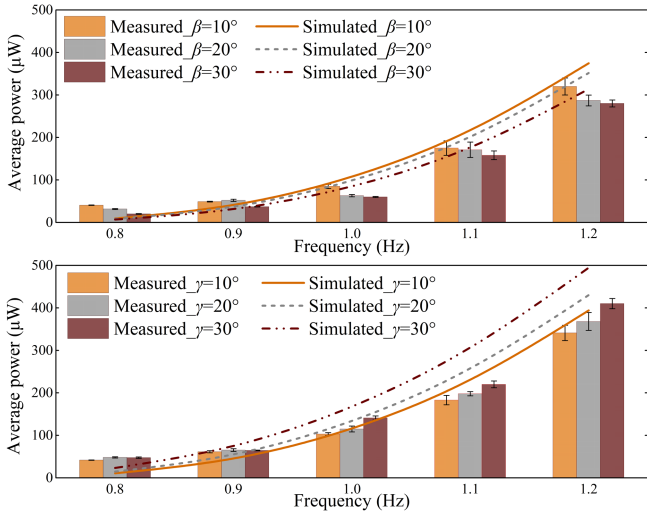 500
400
300
200
100
0
Average power (μW)
Measured_β=10° Simulated_β=10°
Measured_β=20° Simulated_β=20°
Measured_β=30° Simulated_β=30°
0.8 0.9 1.0 1.1 1.2
Frequency (Hz)
500
400
300
200
100
0
Average power (μW)
Measured_γ=10° Simulated_γ=10°
Measured_γ=20° Simulated_γ=20°
Measured_γ=30° Simulated_γ=30°
0.8 0.9 1.0 1.1 1.2
Frequency (Hz)